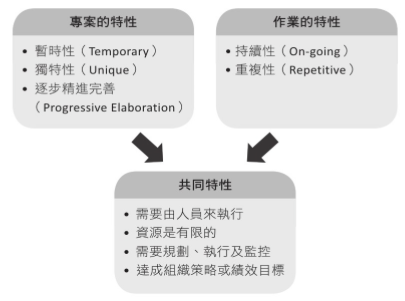 專案的特性
• 暫時性（Temporary）
• 獨特性（Unique）
• 逐步精進完善
（Progressive Elaboration）
作業的特性
• 持續性（On-going）
• 重複性（Repetitive）
共同特性
• 需要由人員來執行
• 資源是有限的
• 需要規劃、執行及監控
• 達成組織策略或績效目標